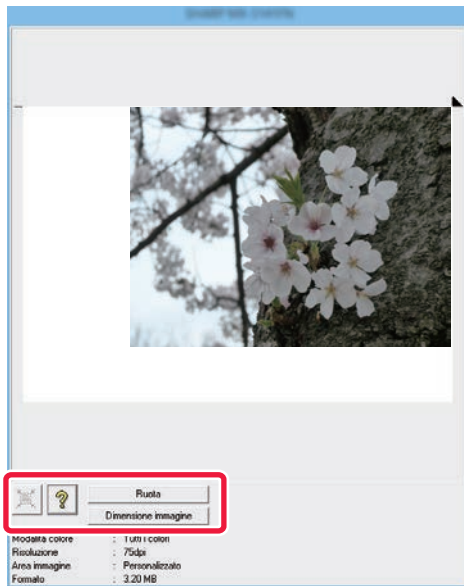 ?
Ruota
Dimensione immagine
Modalità colore : Tutti i colori
Risoluzione : 75dpi
Area immagine : Personalizzato
Formato : 3.20 MB